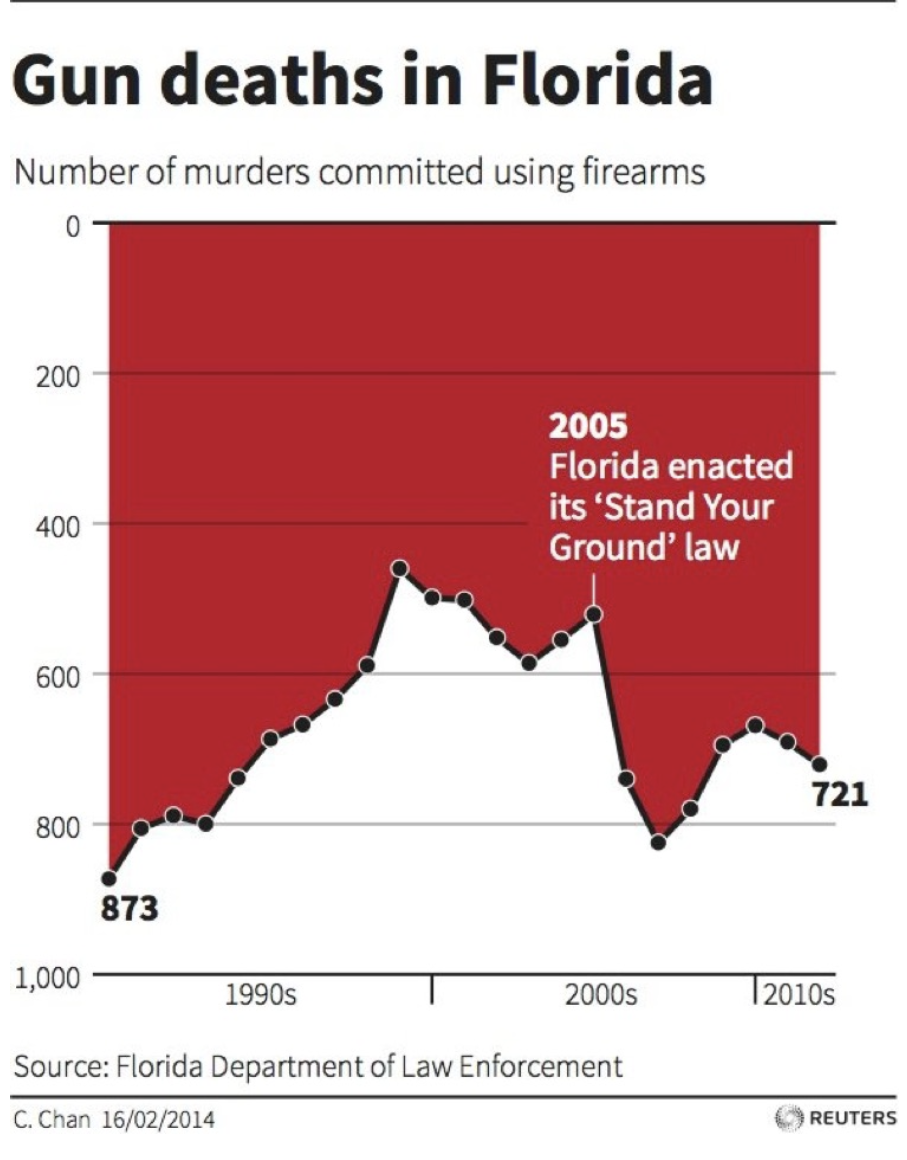 Gun deaths in Florida
Number of murders committed using firearms
0
200
2005
Florida enacted
its ‘Stand Your
Ground’ law
400
600
721
800
873
1,000
1990s
2000s
2010s
Source: Florida Department of Law Enforcement
C. Chan 16/02/2014
REUTERS